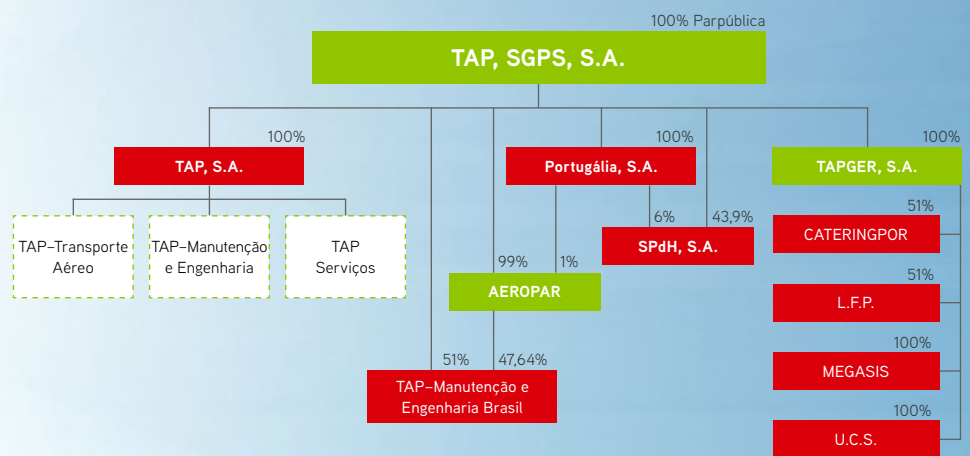 100% Parpública
TAP, SGPS, S.A.
100%
TAP, S.A.
TAP–Transporte
Aéreo
TAP–Manutenção
e Engenharia
TAP
Serviços
100%
Portugália, S.A.
6%
43,9%
SPdH, S.A.
99%
1%
AEROPAR
51%
47,64%
TAP–Manutenção e
Engenharia Brasil
100%
TAPGER, S.A.
51%
CATERINGPOR
51%
L.F.P.
100%
MEGASIS
100%
U.C.S.